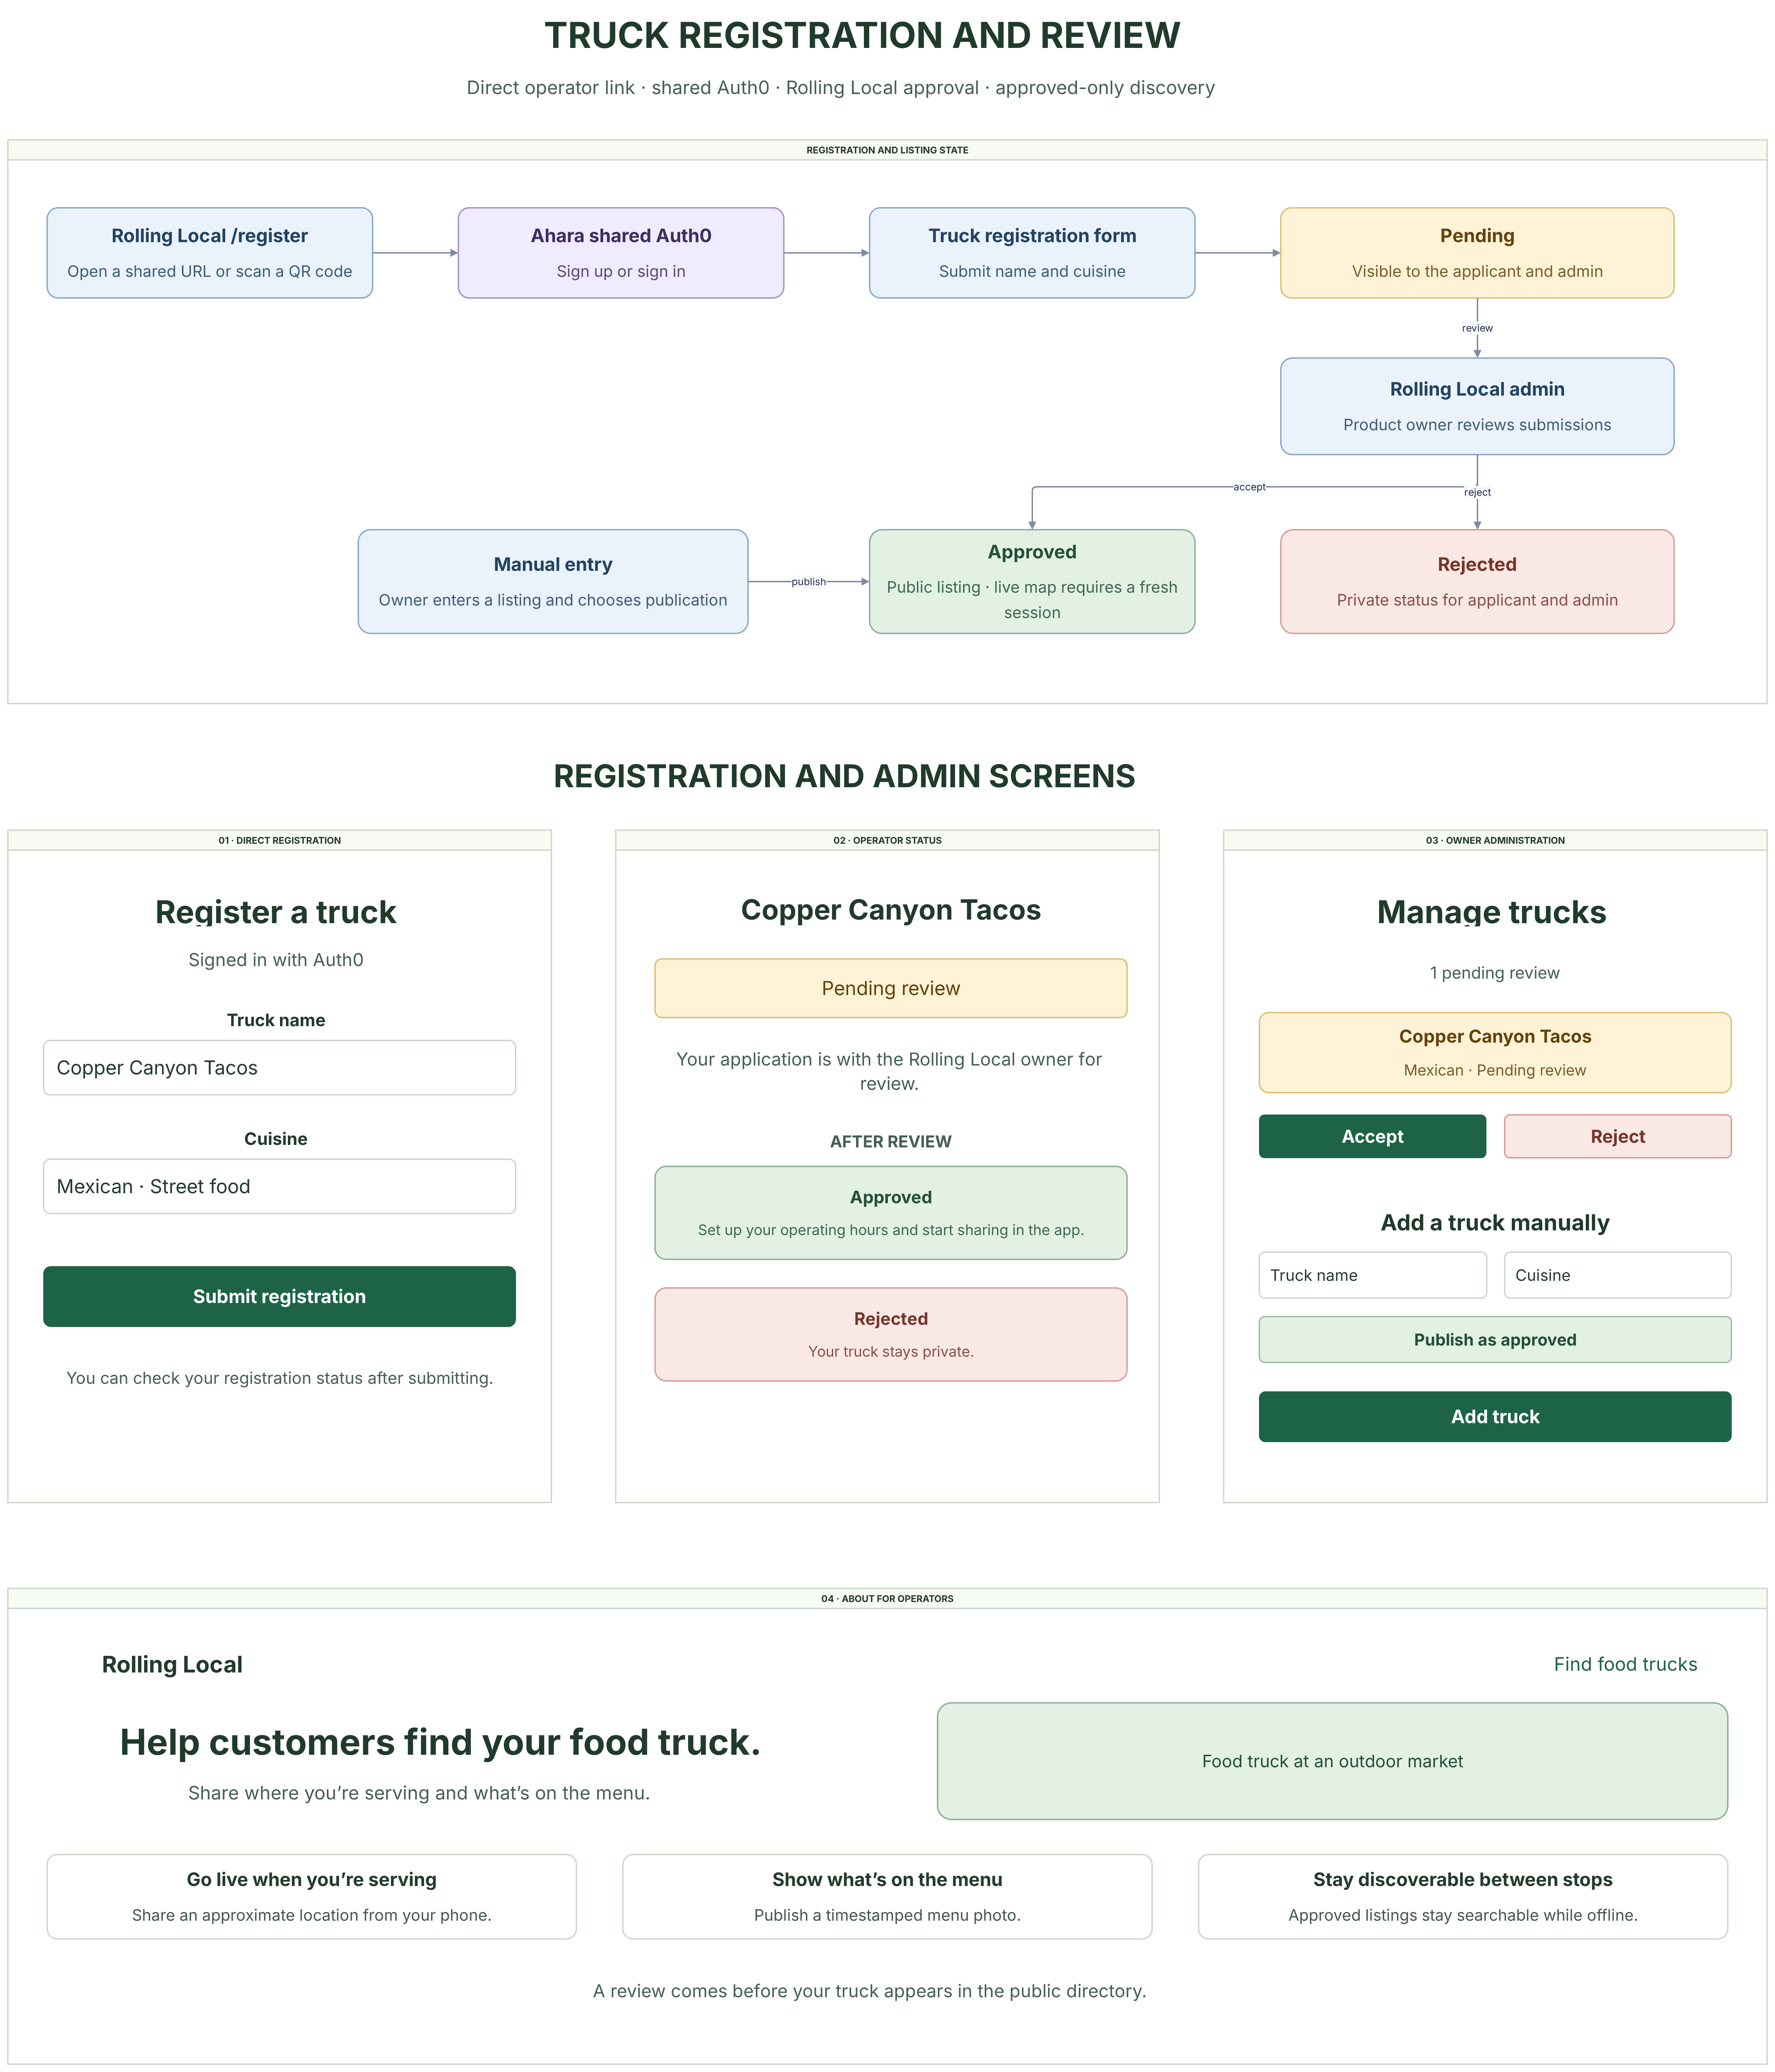 TRUCK REGISTRATION AND REVIEW
Direct operator link · shared Auth0 · Rolling Local approval · approved-only discovery
REGISTRATION AND LISTING STATE
Rolling Local /register
Open a shared URL or scan a QR code
Ahara shared Auth0
Sign up or sign in
Truck registration form
Submit name and cuisine
Pending
Visible to the applicant and admin
review
Rolling Local admin
Product owner reviews submissions
accept
reject
Manual entry
Owner enters a listing and chooses publication
publish
Approved
Public listing · live map requires a fresh
session
Rejected
Private status for applicant and admin
REGISTRATION AND ADMIN SCREENS
01 · DIRECT REGISTRATION
Register a truck
Signed in with Auth0
Truck name
Copper Canyon Tacos
Cuisine
Mexican · Street food
Submit registration
You can check your registration status after submitting.
02 · OPERATOR STATUS
Copper Canyon Tacos
Pending review
Your application is with the Rolling Local owner for
review.
AFTER REVIEW
Approved
Set up your operating hours and start sharing in the app.
Rejected
Your truck stays private.
03 · OWNER ADMINISTRATION
Manage trucks
1 pending review
Copper Canyon Tacos
Mexican · Pending review
Accept
Reject
Add a truck manually
Truck name
Cuisine
Publish as approved
Add truck
04 · ABOUT FOR OPERATORS
Rolling Local
Find food trucks
Help customers find your food truck.
Share where you’re serving and what’s on the menu.
Food truck at an outdoor market
Go live when you’re serving
Share an approximate location from your phone.
Show what’s on the menu
Publish a timestamped menu photo.
Stay discoverable between stops
Approved listings stay searchable while offline.
A review comes before your truck appears in the public directory.